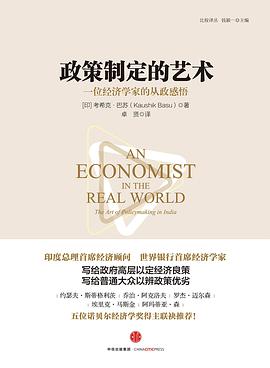 比较译丛 钱颖一主编
政策制定的艺术
一位经济学家的从政感悟
[印]考希克·巴苏(Kaushik Basu)著
卓贤 译
AN
ECONOMIST
IN THE
REAL WORLD
The Art of Policymaking in India
印度总理首席经济顾问 世界银行首席经济学家
写给政府高层以定经济良策
写给普通大众以辨政策优劣
约瑟夫·斯蒂格利茨 | 乔治·阿克洛夫 | 罗杰·迈尔森
埃里克·马斯金 | 阿玛蒂亚·森
五位诺贝尔经济学奖得主联袂推荐!
中信出版集团 CHINACITICPRESS